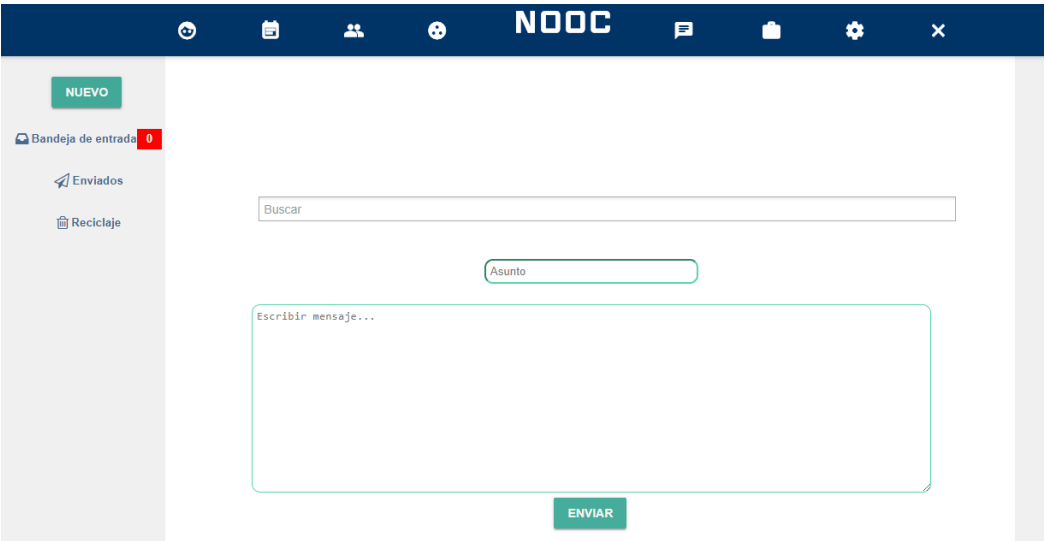 NOOC
NUEVO
Bandeja de entrada 0
Enviados
Reciclaje
Buscar
Asunto
Escribir mensaje...
ENVIAR